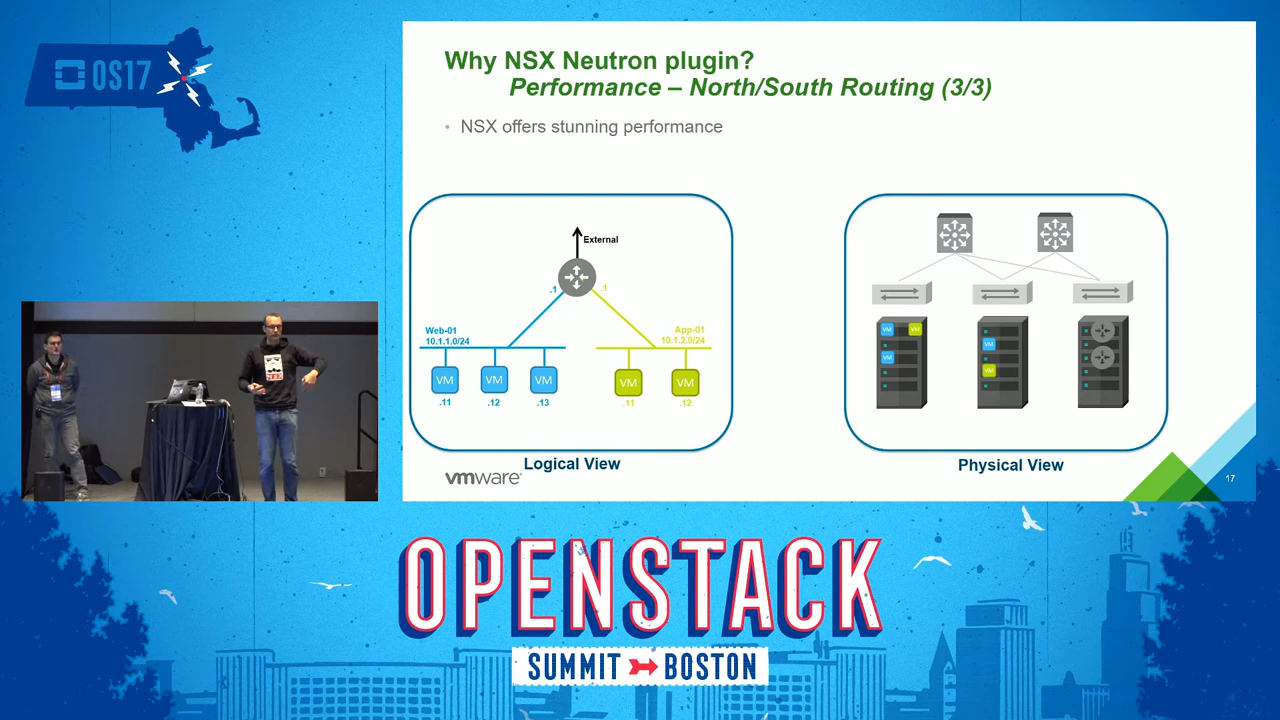 OS17
Why NSX Neutron plugin?
Performance – North/South Routing (3/3)
• NSX offers stunning performance
External
.1
.1
Web-01
10.1.1.0/24
App-01
10.1.2.0/24
VM
VM
VM
VM
VM
.11
.12
.13
.11
.12
Logical View
VM
VM
VM
VM
VM
Physical View
vmware®
17
OPENSTACK
SUMMIT BOSTON